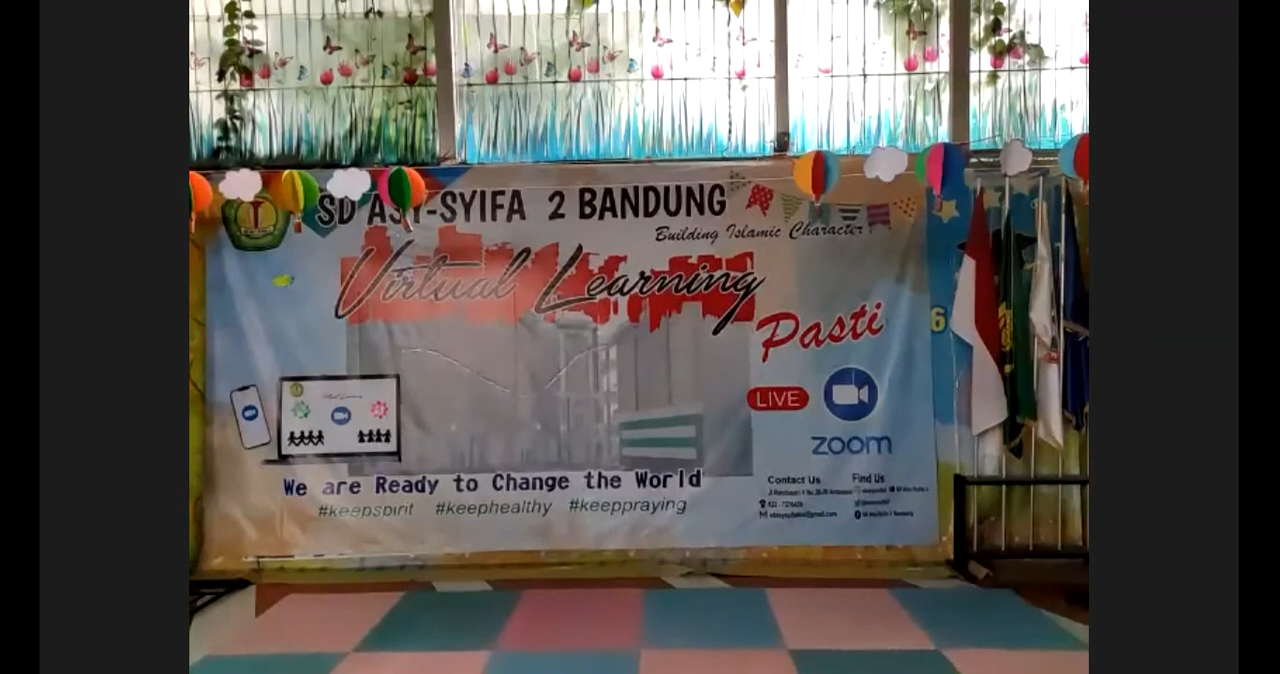 SD ASY-SYIFA 2 BANDUNG
Building Islamic Character
Virtual Learning
Pasti
LIVE
zoom
We are Ready to Change the World
#keepspirit #keephealthy #keeppraying
Contact Us
Find Us
6